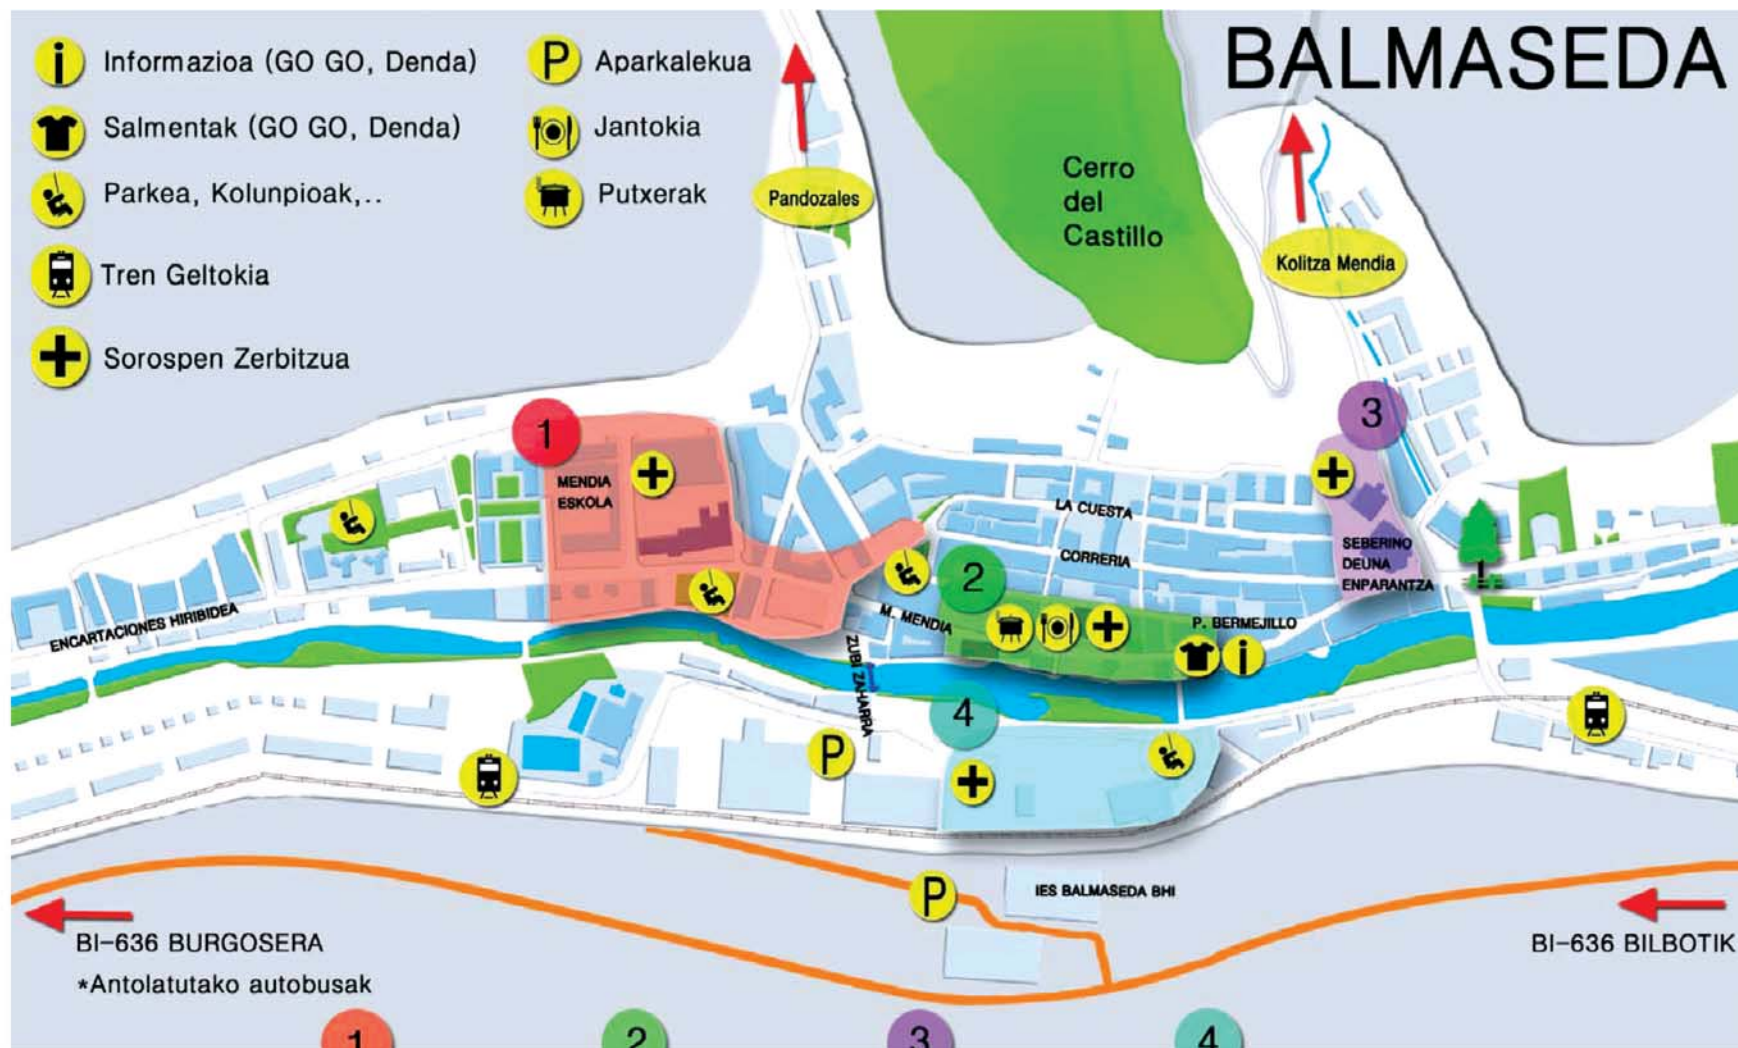 BALMASEDA
i Informazioa (GO GO, Denda)
Salmentak (GO GO, Denda)
Parkea, Kolunpioak,..
Tren Geltokia
Sorospen Zerbitzua
P Aparkalekua
Jantokia
Putxerak
Pandozales
Cerro
del
Castillo
Kolitza Mendia
1
MENDIA
ESKOLA
3
LA CUESTA
CORRERIA
SEBERINO
DEUNA
ENPARANTZA
2
ENCARTACIONES HIRIBIDEA
M. MENDIA
P. BERMEJILLO
i
ZUBI ZAHARRA
4
P
P
IES BALMASEDA BHI
BI-636 BURGOSERA
*Antolatutako autobusak
BI-636 BILBOTIK
1
2
3
4